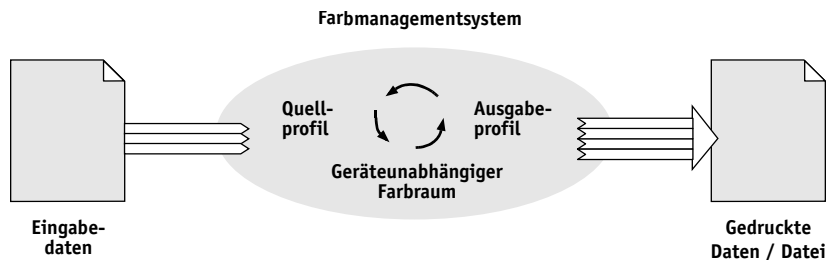 Farbmanagementsystem
Quell-
profil
Ausgabe-
profil
Geräteunabhängiger
Farbraum
Eingabe-
daten
Gedruckte
Daten / Datei